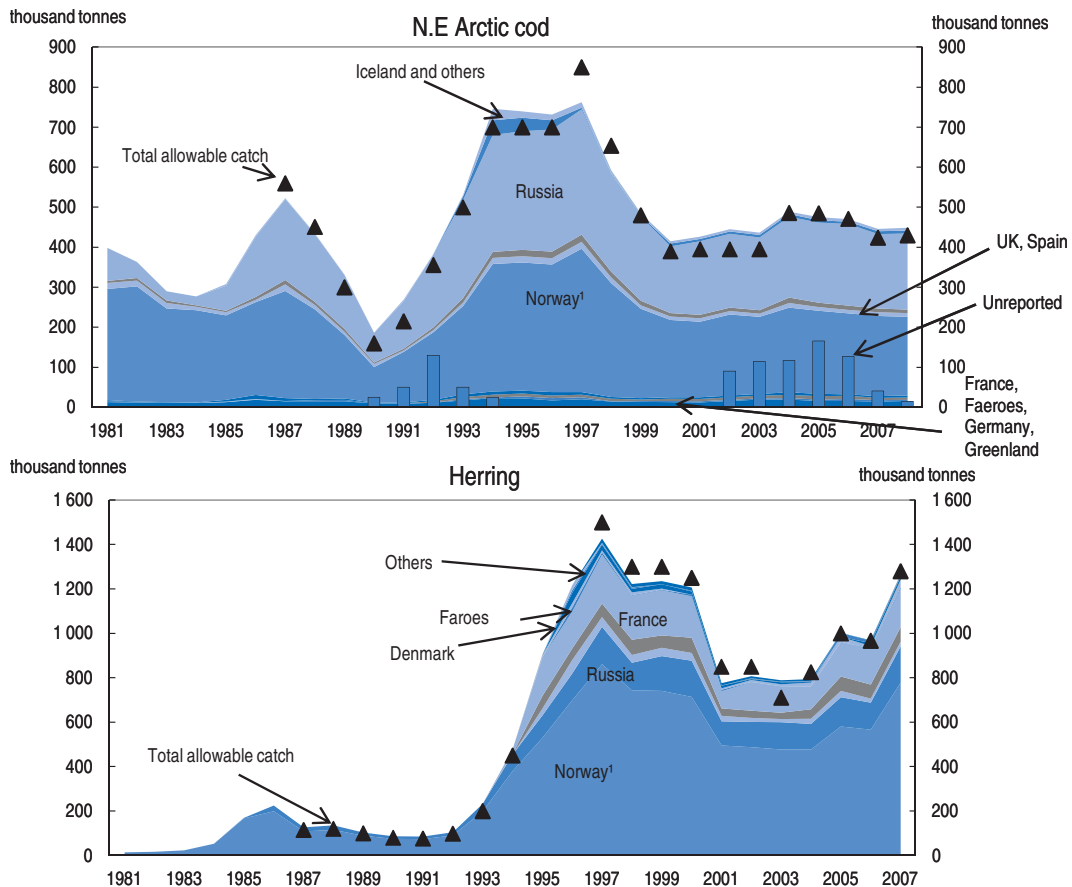 thousand tonnes
thousand tonnes
N.E Arctic cod
900
900
800
800
700
700
600
600
500
500
400
400
300
300
200
200
100
100
0
0
Iceland and others
Total allowable catch
Russia
Norway¹
UK, Spain
Unreported
France,
Faeroes,
Germany,
Greenland
1981 1983 1985 1987 1989 1991 1993 1995 1997 1999 2001 2003 2005 2007
thousand tonnes
thousand tonnes
Herring
1 600
1 600
1 400
1 400
1 200
1 200
1 000
1 000
800
800
600
600
400
400
200
200
0
0
Others
Faroes
Denmark
France
Russia
Total allowable catch
Norway¹
1981 1983 1985 1987 1989 1991 1993 1995 1997 1999 2001 2003 2005 2007